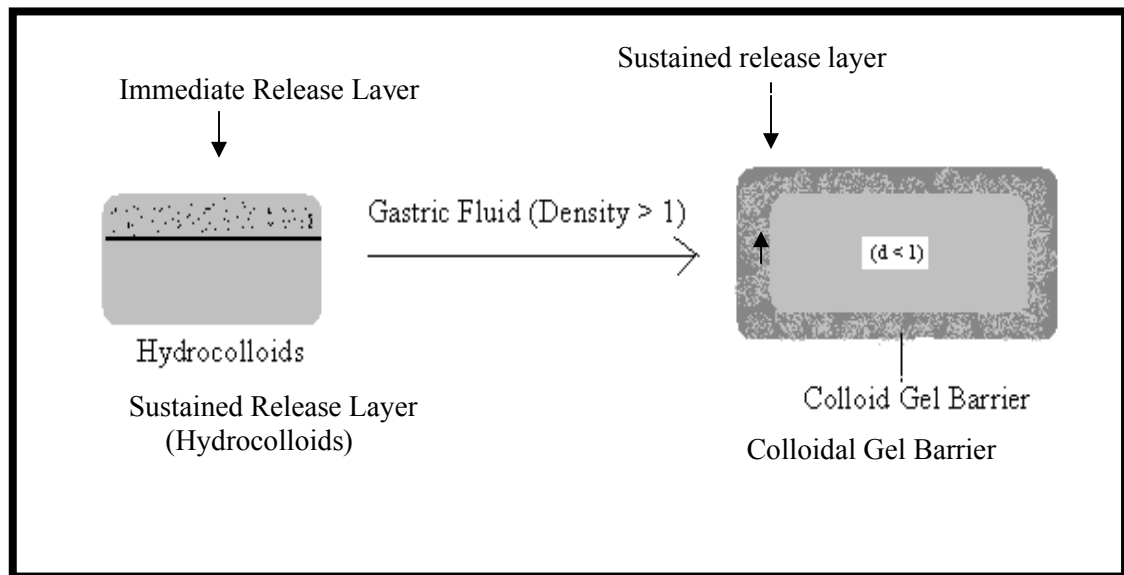 Immediate Release Laver
Sustained release layer
Gastric Fluid (Density > 1)
(d < 1)
Hydrocolloids
Sustained Release Layer
(Hydrocolloids)
Colloid Gel Barrier
Colloidal Gel Barrier